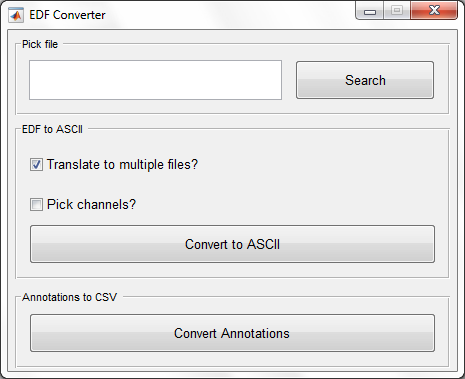 EDF Converter
Pick file
Search
EDF to ASCII
Translate to multiple files?
Pick channels?
Convert to ASCII
Annotations to CSV
Convert Annotations